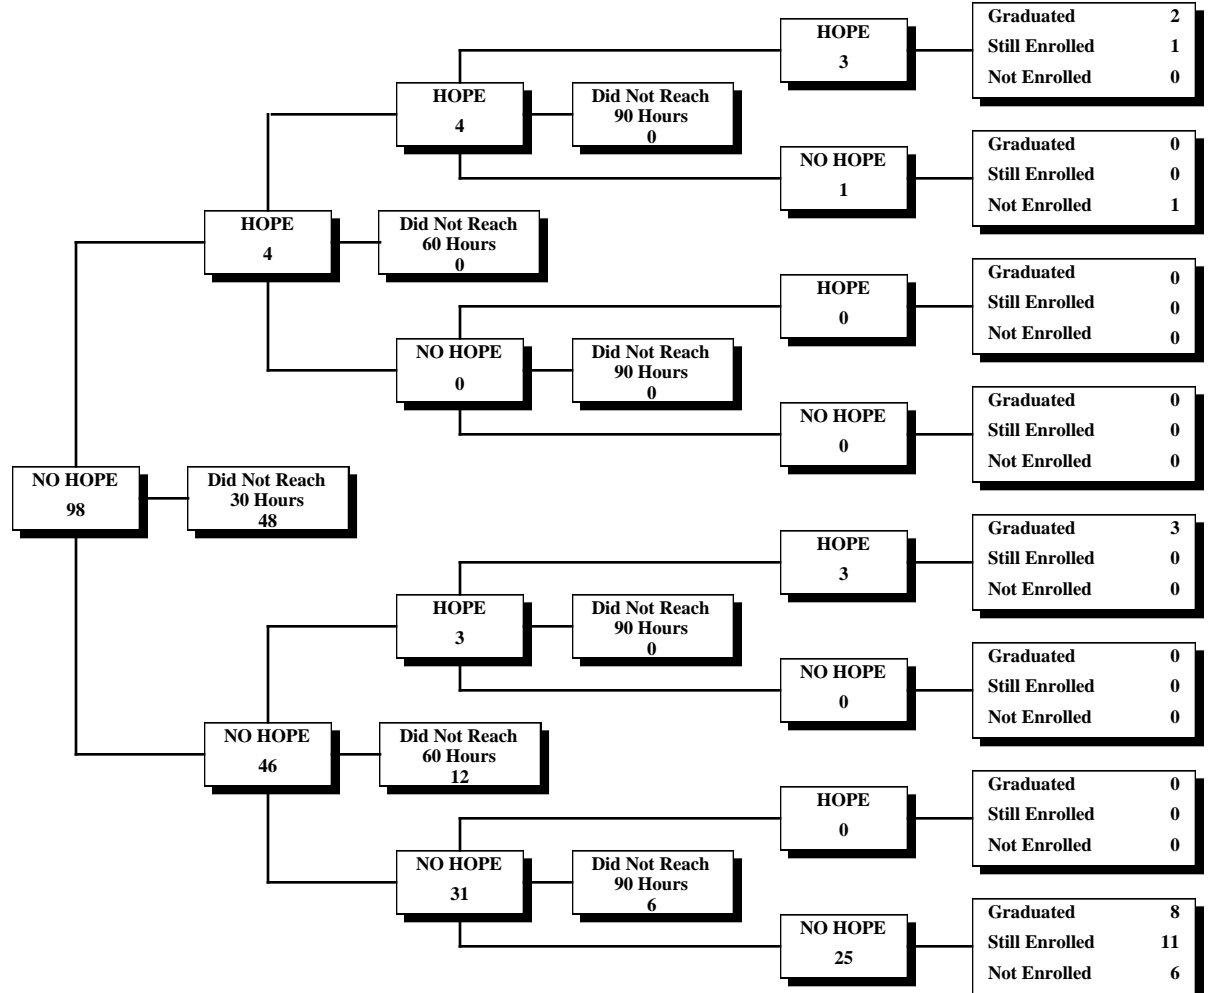 HOPE
3
Graduated 2
Still Enrolled 1
Not Enrolled 0
HOPE
4
Did Not Reach
90 Hours
0
NO HOPE
1
Graduated 0
Still Enrolled 0
Not Enrolled 1
HOPE
4
Did Not Reach
60 Hours
0
HOPE
0
Graduated 0
Still Enrolled 0
Not Enrolled 0
NO HOPE
0
Did Not Reach
90 Hours
0
NO HOPE
0
Graduated 0
Still Enrolled 0
Not Enrolled 0
NO HOPE
98
Did Not Reach
30 Hours
48
HOPE
3
Graduated 3
Still Enrolled 0
Not Enrolled 0
HOPE
3
Did Not Reach
90 Hours
0
NO HOPE
0
Graduated 0
Still Enrolled 0
Not Enrolled 0
NO HOPE
46
Did Not Reach
60 Hours
12
HOPE
0
Graduated 0
Still Enrolled 0
Not Enrolled 0
NO HOPE
31
Did Not Reach
90 Hours
6
NO HOPE
25
Graduated 8
Still Enrolled 11
Not Enrolled 6